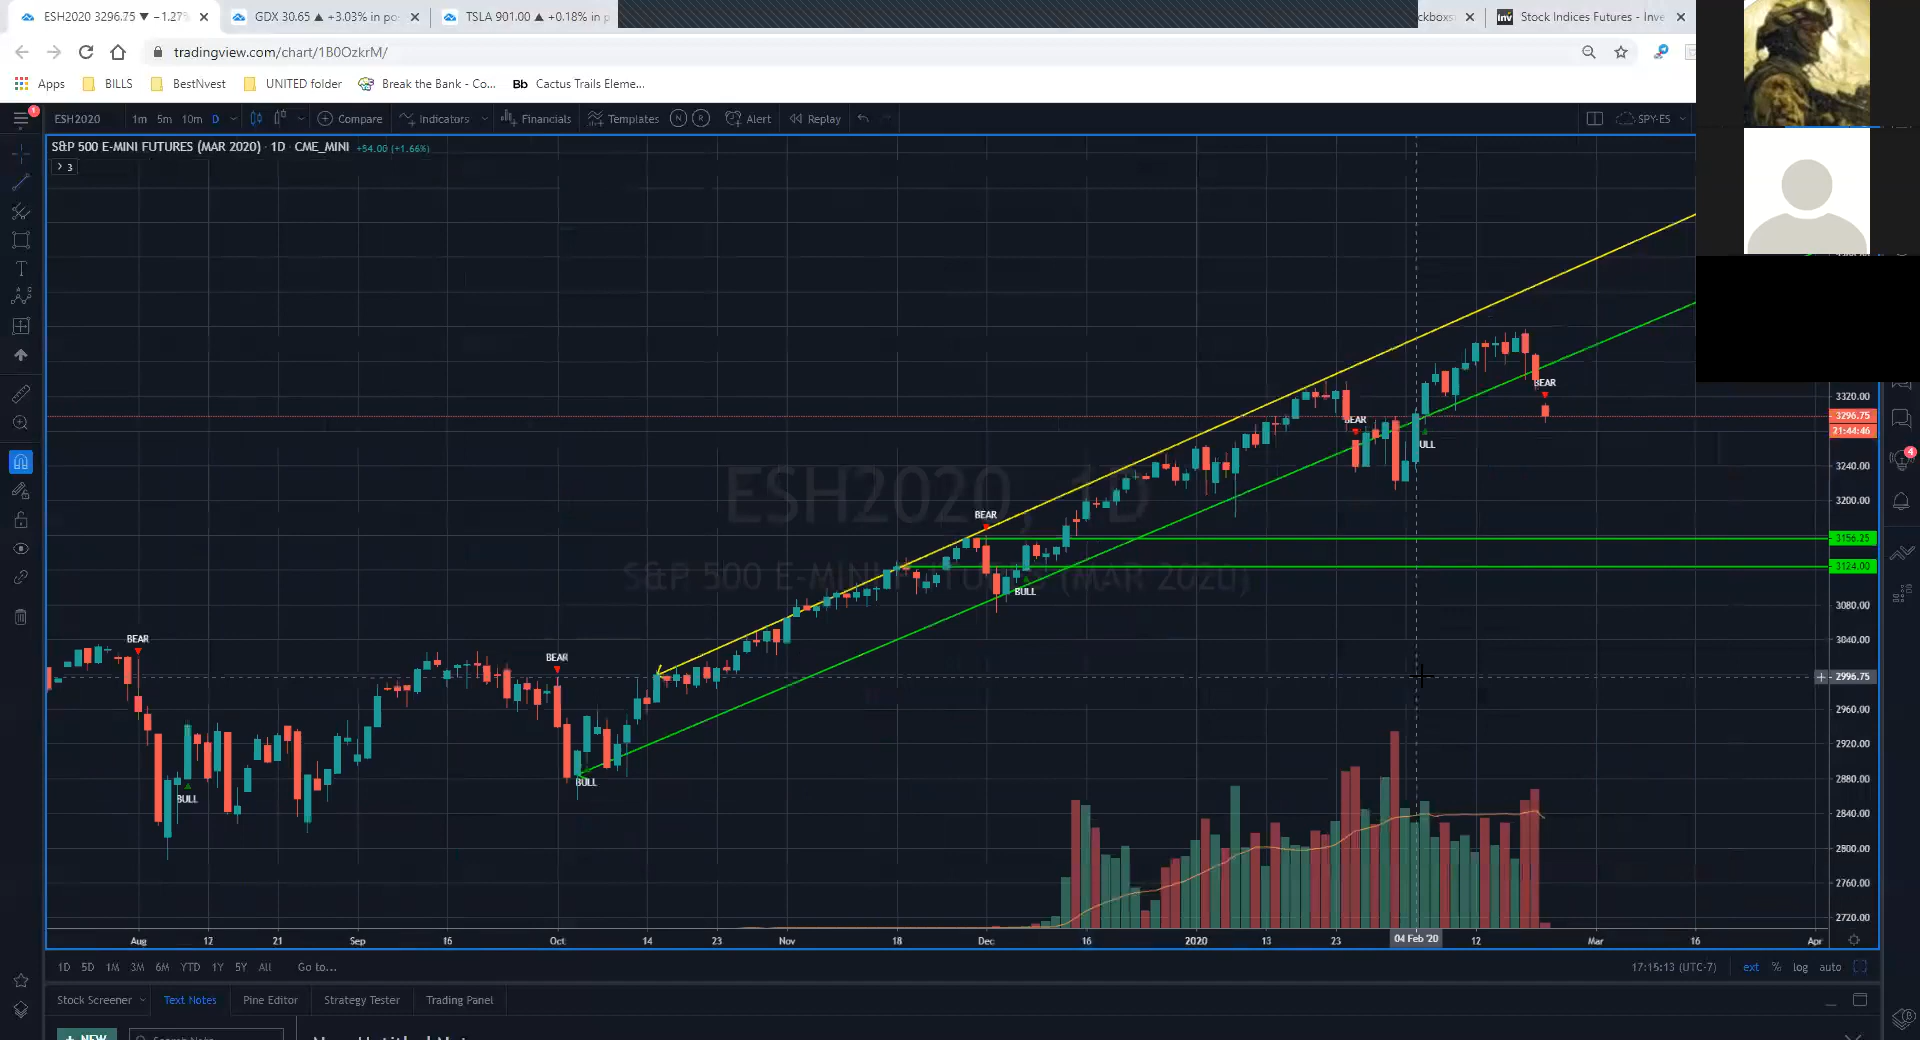 ESH2020 3296.75 ▼ −1.27%
GDX 30.65 ▲ +3.03% in po
TSLA 901.00 ▲ +0.18% in p
ckboxs
Stock Indices Futures - Inve
tradingview.com/chart/1B0OzkrM/
Apps
BILLS
BestNvest
UNITED folder
Break the Bank - Co...
Bb Cactus Trails Eleme...
1
ESH2020
1m 5m 10m D
Compare
Indicators
Financials
Templates
N R
Alert
Replay
SPY-ES
S&P 500 E-MINI FUTURES (MAR 2020) · 1D · CME_MINI +54.00 (+1.66%)
> 3
BEAR
3320.00
3296.75
BEAR
21:44:46
ULL
4
3240.00
ESH2020, 1D
3200.00
BEAR
3156.25
3124.00
S&P 500 E-MINI FUTURES (MAR 2020)
BULL
3080.00
BEAR
3040.00
BEAR
2996.75
2960.00
2920.00
BULL
2880.00
BULL
2840.00
2800.00
2760.00
2720.00
Aug 12 21 Sep 16 Oct 14 23 Nov 18 Dec 16 2020 13 23 04 Feb '20 12 Mar 16 Apr
1D 5D 1M 3M 6M YTD 1Y 5Y All Go to...
17:15:13 (UTC-7) ext % log auto
Stock Screener Text Notes Pine Editor Strategy Tester Trading Panel
+ NEW